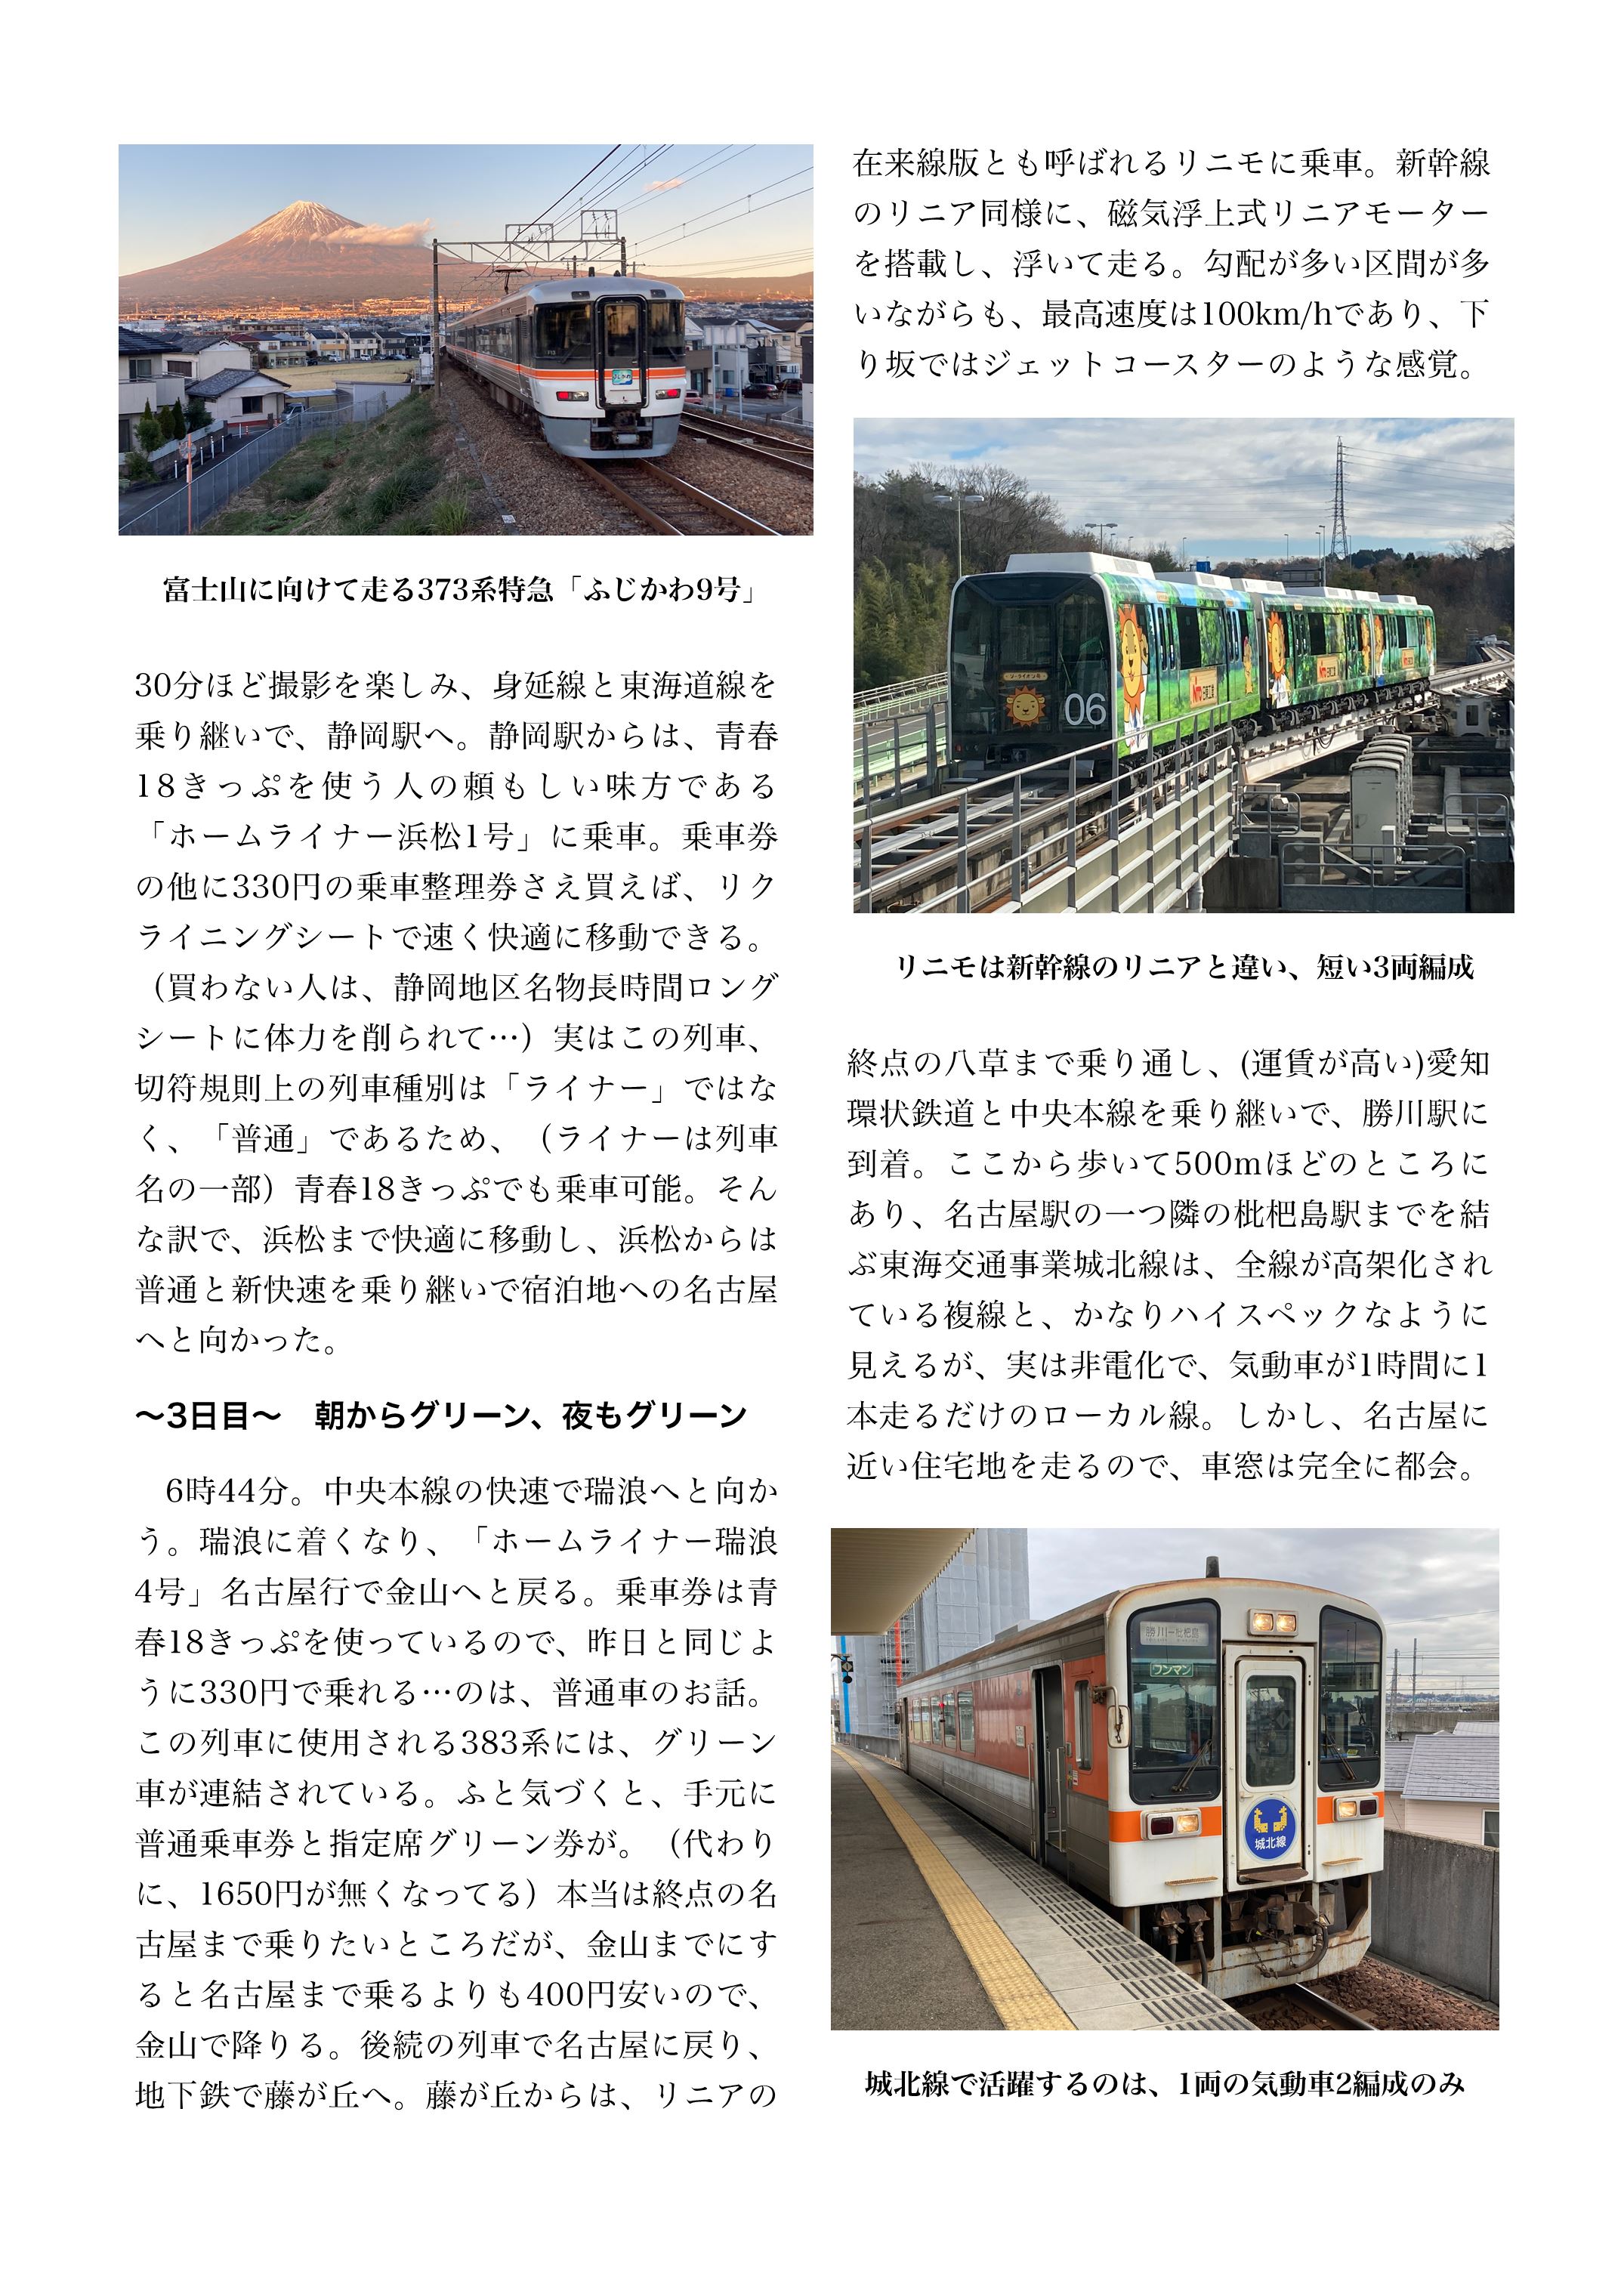 富士山に向けて走る373系特急「ふじかわ9号」
30分ほど撮影を楽しみ、身延線と東海道線を
乗り継いで、静岡駅へ。静岡駅からは、青春
18きっぷを使う人の頼もしい味方である
「ホームライナー浜松1号」に乗車。乗車券
の他に330円の乗車整理券さえ買えば、リク
ライニングシートで速く快適に移動できる。
（買わない人は、静岡地区名物長時間ロング
シートに体力を削られて…）実はこの列車、
切符規則上の列車種別は「ライナー」ではな
く、「普通」であるため、（ライナーは列車
名の一部）青春18きっぷでも乗車可能。そん
な訳で、浜松まで快適に移動し、浜松からは
普通と新快速を乗り継いで宿泊地への名古屋
へと向かった。
〜3日目〜　朝からグリーン、夜もグリーン
6時44分。中央本線の快速で瑞浪へと向か
う。瑞浪に着くなり、「ホームライナー瑞浪
4号」名古屋行で金山へと戻る。乗車券は青
春18きっぷを使っているので、昨日と同じよ
うに330円で乗れる…のは、普通車のお話。
この列車に使用される383系には、グリーン
車が連結されている。ふと気づくと、手元に
普通乗車券と指定席グリーン券が。（代わり
に、1650円が無くなってる）本当は終点の名
古屋まで乗りたいところだが、金山までにす
ると名古屋まで乗るよりも400円安いので、
金山で降りる。後続の列車で名古屋に戻り、
地下鉄で藤が丘へ。藤が丘からは、リニアの
在来線版とも呼ばれるリニモに乗車。新幹線
のリニア同様に、磁気浮上式リニアモーター
を搭載し、浮いて走る。勾配が多い区間が多
いながらも、最高速度は100km/hであり、下
り坂ではジェットコースターのような感覚。
06
リニモは新幹線のリニアと違い、短い3両編成
終点の八草まで乗り通し、(運賃が高い)愛知
環状鉄道と中央本線を乗り継いで、勝川駅に
到着。ここから歩いて500mほどのところに
あり、名古屋駅の一つ隣の枇杷島駅までを結
ぶ東海交通事業城北線は、全線が高架化され
ている複線と、かなりハイスペックなように
見えるが、実は非電化で、気動車が1時間に1
本走るだけのローカル線。しかし、名古屋に
近い住宅地を走るので、車窓は完全に都会。
勝川ー枇杷島
ワンマン
城北線
城北線で活躍するのは、1両の気動車2編成のみ